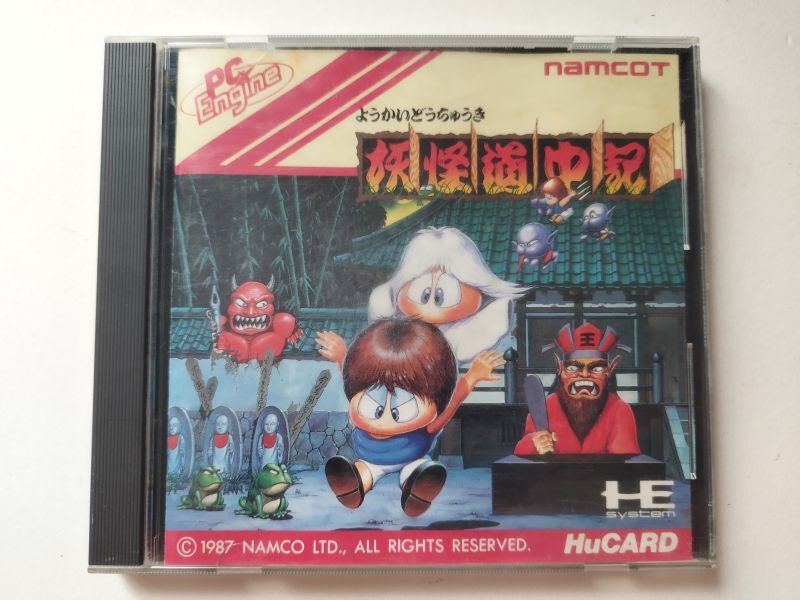 PC Engine
namcoT
ようかいどうちゅうき
妖怪道中記
王
HE
system
© 1987 NAMCO LTD., ALL RIGHTS RESERVED.
HuCARD